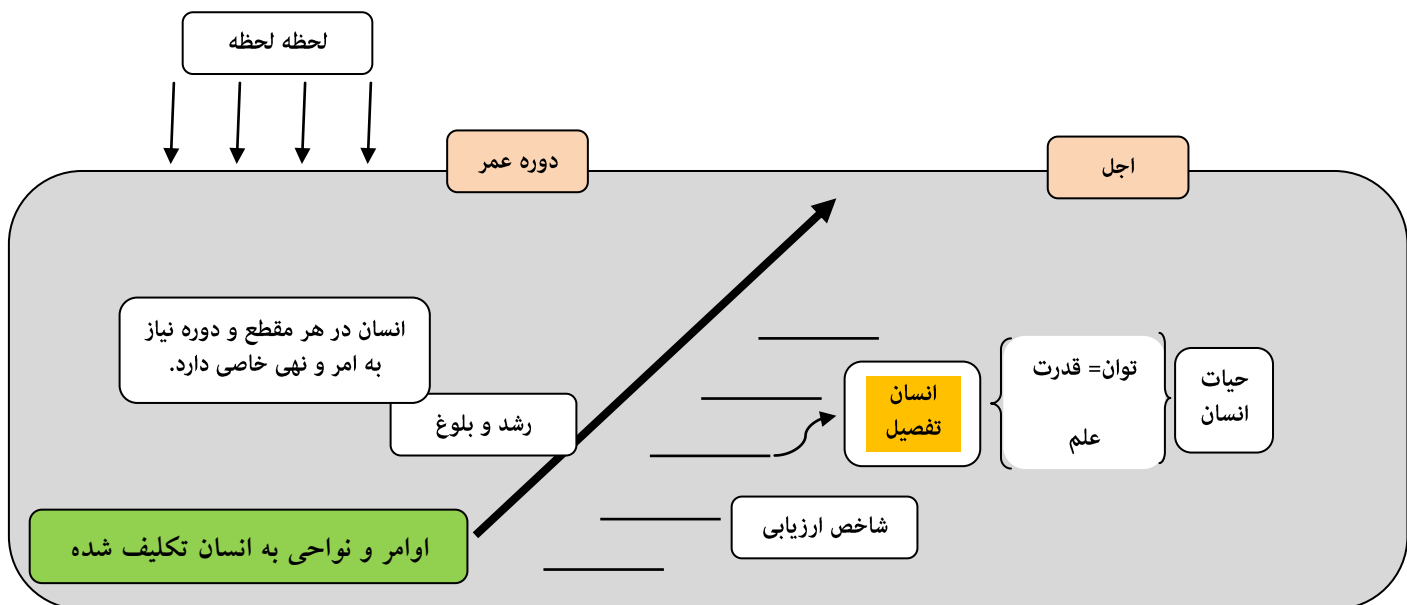 لحظه لحظه
دوره عمر
اجل
انسان در هر مقطع و دوره نیاز
به امر و نهی خاصی دارد.
رشد و بلوغ
اوامر و نواحی به انسان تکلیف شده
حیات
انسان
توان= قدرت
علم
انسان
تفصیل
شاخص ارزیابی